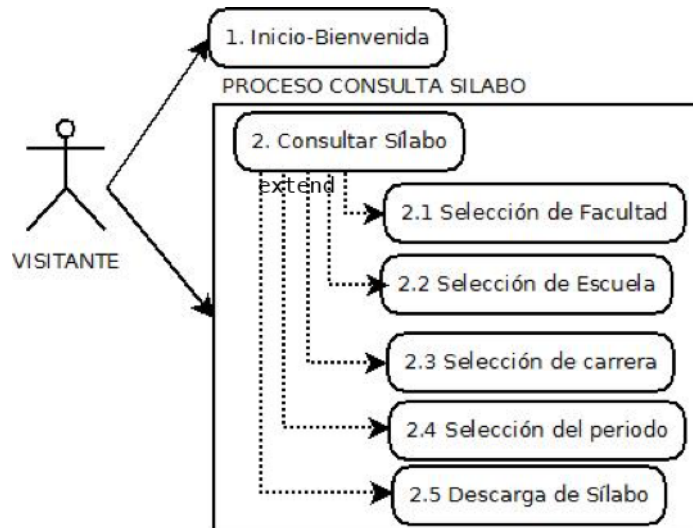 1. Inicio-Bienvenida
PROCESO CONSULTA SILABO
2. Consultar Sílabo
extend
2.1 Selección de Facultad
VISITANTE
2.2 Selección de Escuela
2.3 Selección de carrera
2.4 Selección del periodo
2.5 Descarga de Sílabo